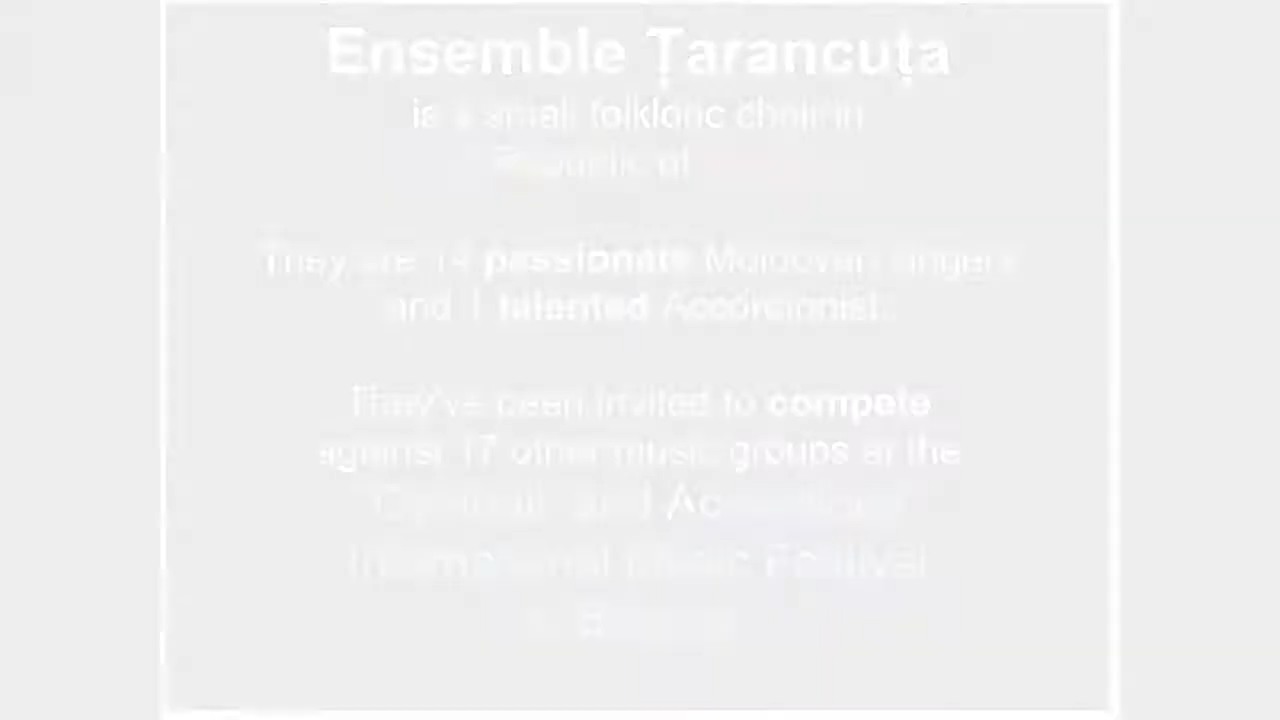 Ensemble Țarancuța
is a small folkloric choir in
Republic of
They are 14 passionate Moldovan singers
and 1 talented Accordionist.
They've been invited to compete
against 17 other music groups at the
International Music Festival